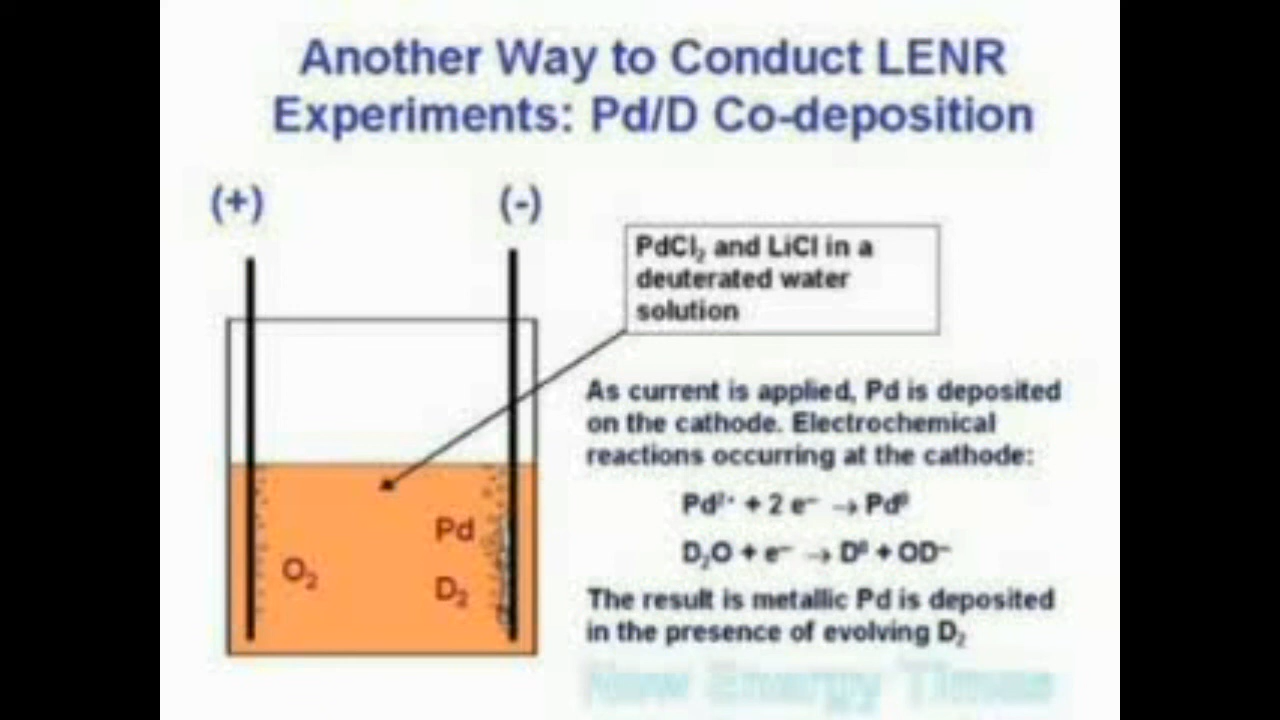 Another Way to Conduct LENR
Experiments: Pd/D Co-deposition
(+)
(-)
PdCl₂ and LiCl in a
deuterated water
solution
As current is applied, Pd is deposited
on the cathode. Electrochemical
reactions occurring at the cathode:
Pd²⁺ + 2 e⁻ → Pd⁰
D₂O + e⁻ → D⁰ + OD⁻
The result is metallic Pd is deposited
in the presence of evolving D₂
Pd
O₂
D₂
New Energy Times